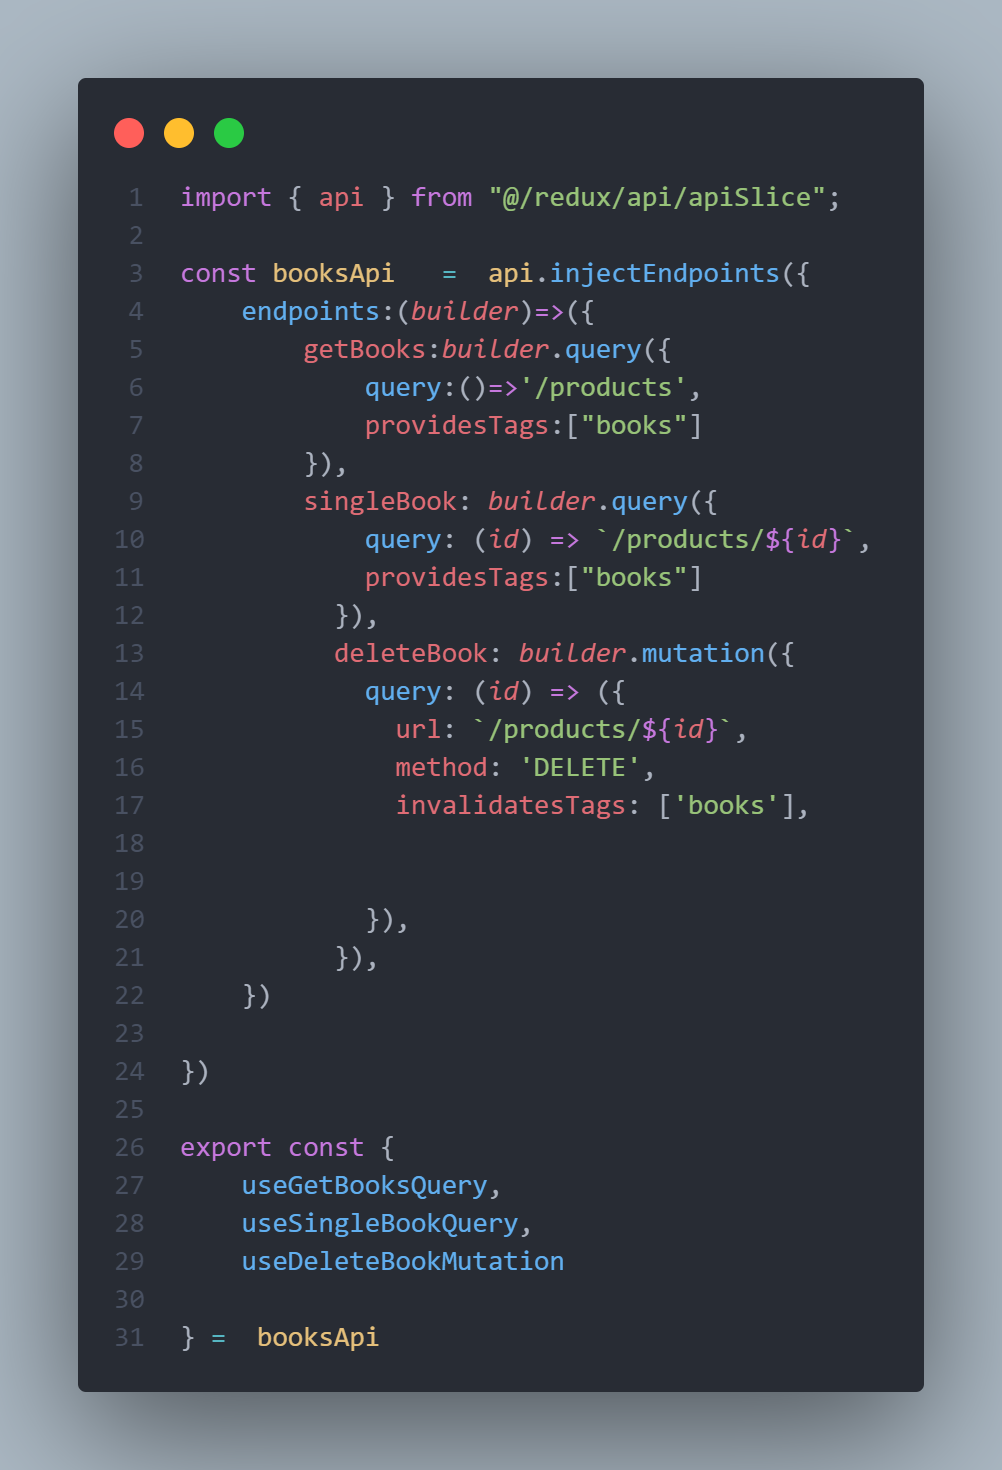 1 import { api } from "@/redux/api/apiSlice";
2
3 const booksApi   =  api.injectEndpoints({
4     endpoints:(builder)=>({
5         getBooks:builder.query({
6             query:()=>'/products',
7             providesTags:["books"]
8         }),
9         singleBook: builder.query({
10             query: (id) => `/products/${id}`,
11             providesTags:["books"]
12           }),
13           deleteBook: builder.mutation({
14             query: (id) => ({
15               url: `/products/${id}`,
16               method: 'DELETE',
17               invalidatesTags: ['books'],
18
19
20             }),
21           }),
22     })
23
24 })
25
26 export const {
27     useGetBooksQuery,
28     useSingleBookQuery,
29     useDeleteBookMutation
30
31 } =  booksApi